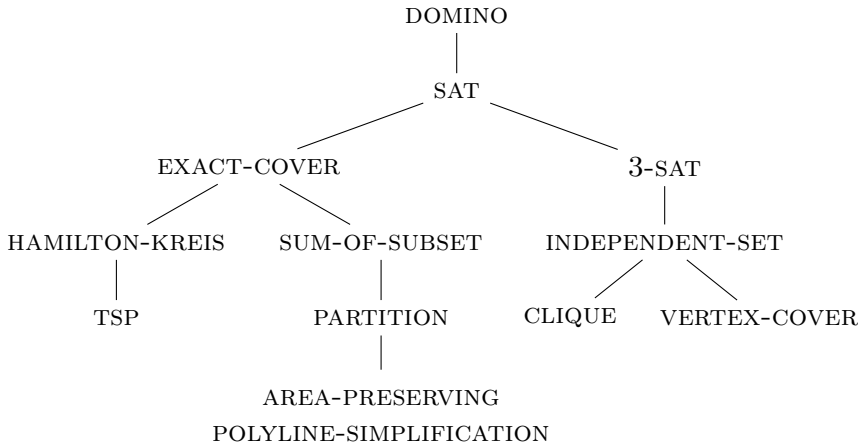 DOMINO
SAT
EXACT-COVER 3-SAT
HAMILTON-KREIS SUM-OF-SUBSET INDEPENDENT-SET
TSP PARTITION CLIQUE VERTEX-COVER
AREA-PRESERVING
POLYLINE-SIMPLIFICATION